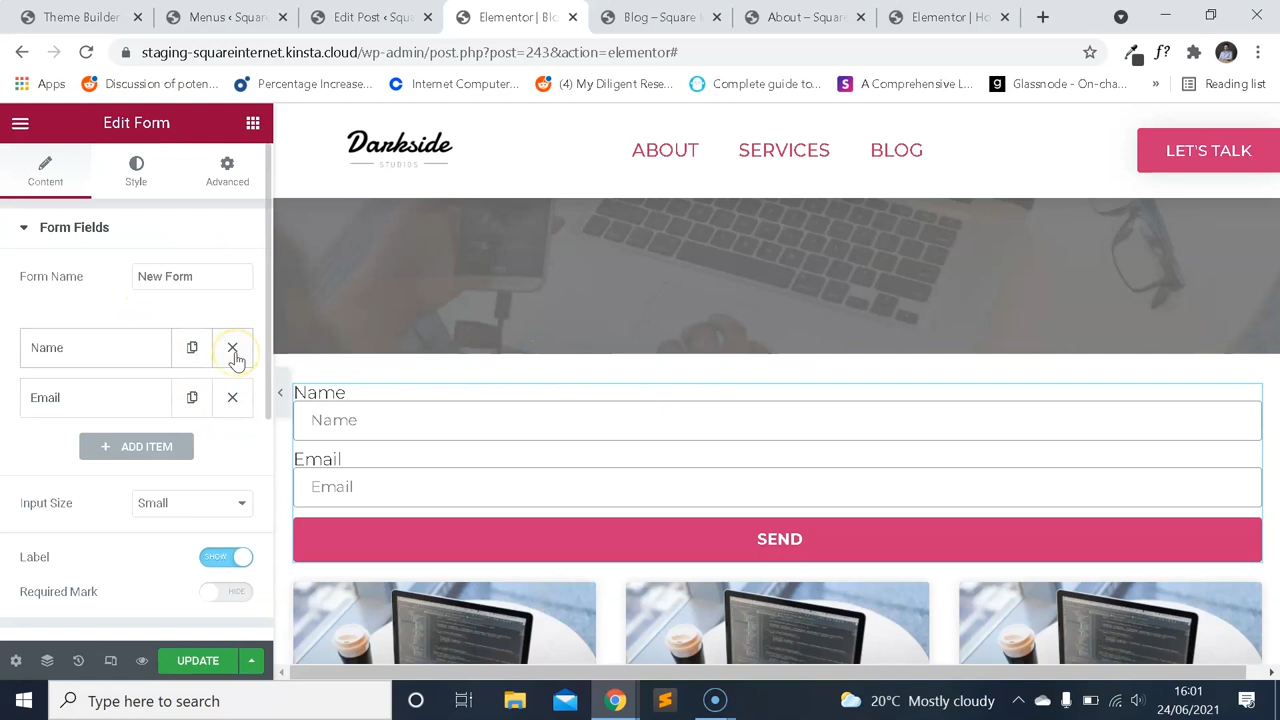 Theme Builder
Menus ‹ Squar
Edit Post ‹ Squ
Elementor | Blo
Blog – Square I
About – Square
Elementor | Ho
staging-squareinternet.kinsta.cloud/wp-admin/post.php?post=243&action=elementor#
f?
Apps
Discussion of poten...
Percentage Increase...
Internet Computer...
(4) My Diligent Rese...
Complete guide to...
A Comprehensive L...
Glassnode - On-cha...
»
Reading list
Edit Form
Content
Style
Advanced
Form Fields
Form Name
New Form
Name
Email
+ ADD ITEM
Input Size
Small
Label
SHOW
Required Mark
HIDE
UPDATE
Darkside
STUDIOS
ABOUT
SERVICES
BLOG
LET'S TALK
Name
Name
Email
Email
SEND
Type here to search
20°C Mostly cloudy
16:01
24/06/2021